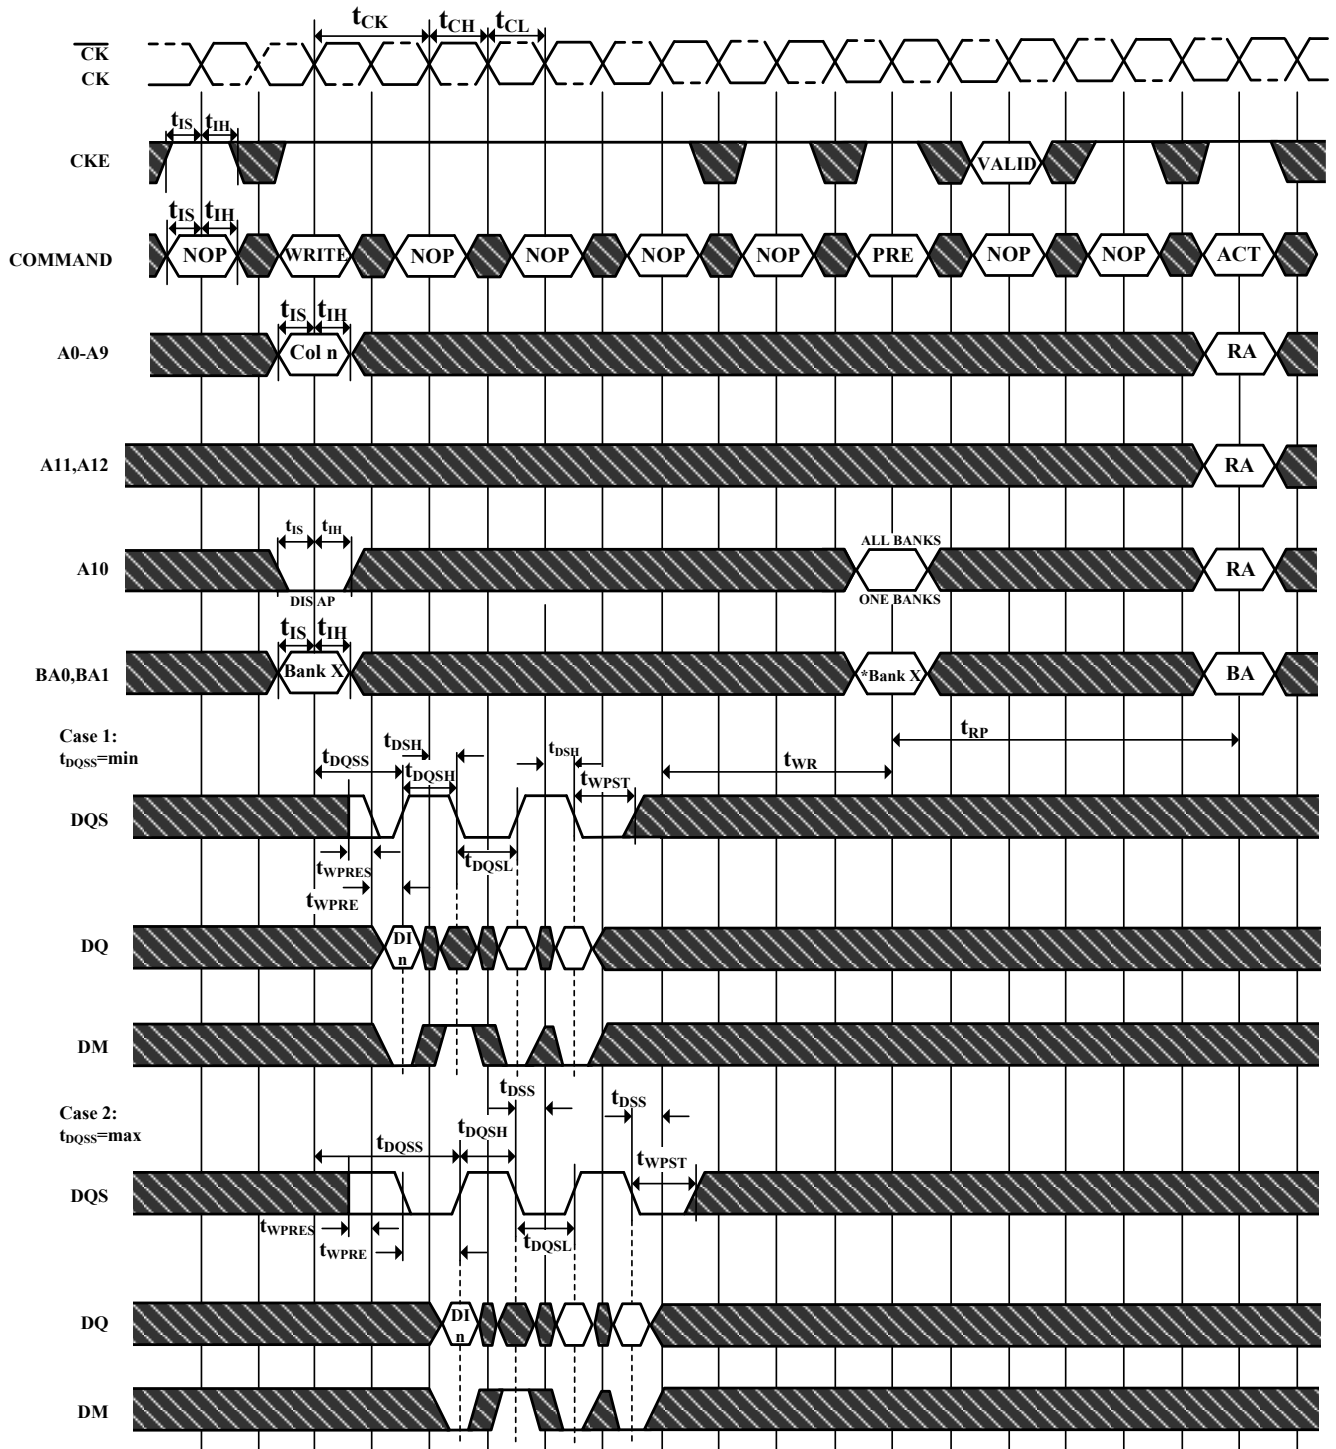 tCK tCH tCL
CK
CK
tIS tIH
CKE VALID
tIS tIH
COMMAND NOP WRITE NOP NOP NOP NOP PRE NOP NOP ACT
tIS tIH
A0-A9 Col n RA
A11,A12 RA
tIS tIH ALL BANKS
A10 RA
DIS AP ONE BANKS
tIS tIH
BA0,BA1 Bank X *Bank X BA
Case 1:
tDQSS=min
tDQSS tDSH tDSH tRP
tDQSH tWPST tWR
DQS
tWPRES tDQSL
tWPRE
DQ DI
n
DM
Case 2:
tDQSS=max
tDSS tDSS
tDQSS tDQSH
tWPST
DQS
tWPRES tDQSL
tWPRE
DQ DI
n
DM